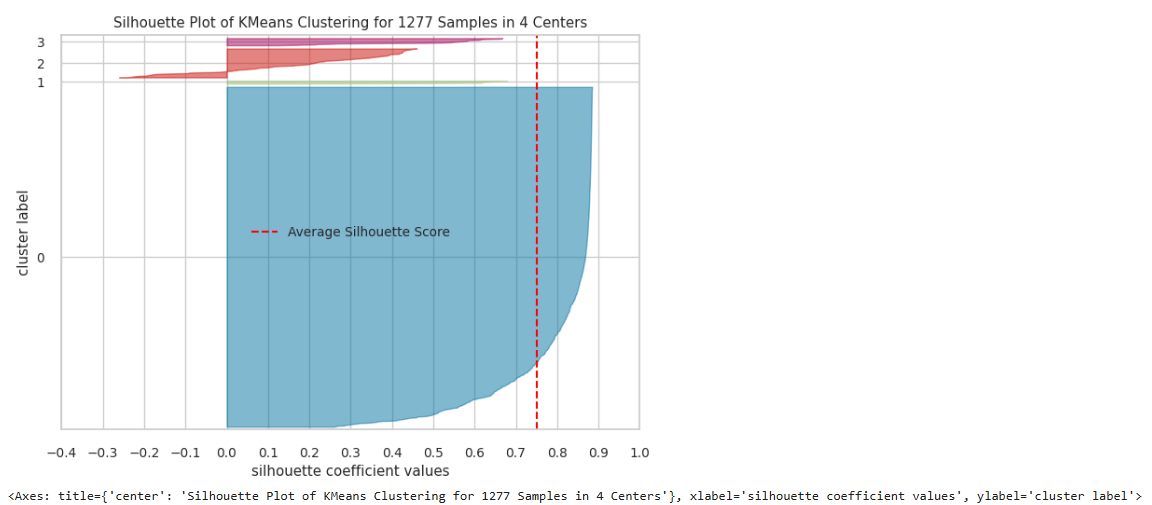 Silhouette Plot of KMeans Clustering for 1277 Samples in 4 Centers
3
2
1
cluster label
0
Average Silhouette Score
−0.4 −0.3 −0.2 −0.1 0.0 0.1 0.2 0.3 0.4 0.5 0.6 0.7 0.8 0.9 1.0
silhouette coefficient values
<Axes: title={'center': 'Silhouette Plot of KMeans Clustering for 1277 Samples in 4 Centers'}, xlabel='silhouette coefficient values', ylabel='cluster label'>